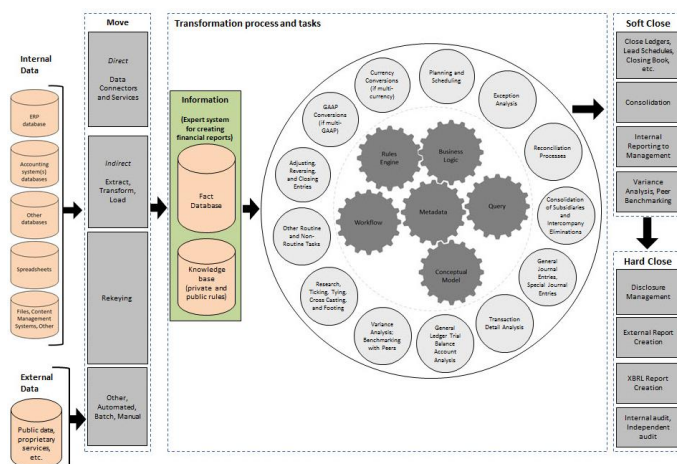 Internal
Data
ERP
database
Accounting
system(s)
databases
Other
databases
Spreadsheets
Files, Content
Management
Systems, Other
External
Data
Public data,
proprietary
services,
etc.
Move
Direct
Data
Connectors
and Services
Indirect
Extract,
Transform,
Load
Rekeying
Other,
Automated,
Batch, Manual
Transformation process and tasks
Information
(Expert system
for creating
financial reports)
Fact
Database
Knowledge
base
(private and
public rules)
Currency
Conversions
(if multi-
currency)
Planning and
Scheduling
Exception
Analysis
Reconciliation
Processes
Consolidation
of Subsidiaries
and
Intercompany
Eliminations
General
Journal
Entries,
Special Journal
Entries
Transaction
Detail Analysis
General
Ledger Trial
Balance
Account
Analysis
Variance
Analysis;
Benchmarking
with Peers
Research,
Ticking, Tying,
Cross Casting,
and Footing
Other Routine
and Non-
Routine Tasks
Adjusting,
Reversing,
and Closing
Entries
GAAP
Conversions
(if multi-
GAAP)
Rules
Engine
Business
Logic
Workflow
Metadata
Query
Conceptual
Model
Soft Close
Close Ledgers,
Lead Schedules,
Closing Book,
etc.
Consolidation
Internal
Reporting to
Management
Variance
Analysis, Peer
Benchmarking
Hard Close
Disclosure
Management
External Report
Creation
XBRL Report
Creation
Internal audit,
Independent
audit